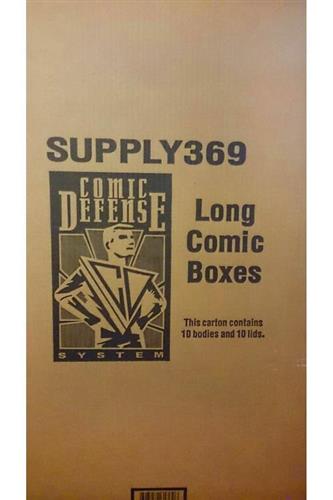 SUPPLY369
COMIC
DEFENSE
SYSTEM
Long
Comic
Boxes
This carton contains
10 bodies and 10 lids.